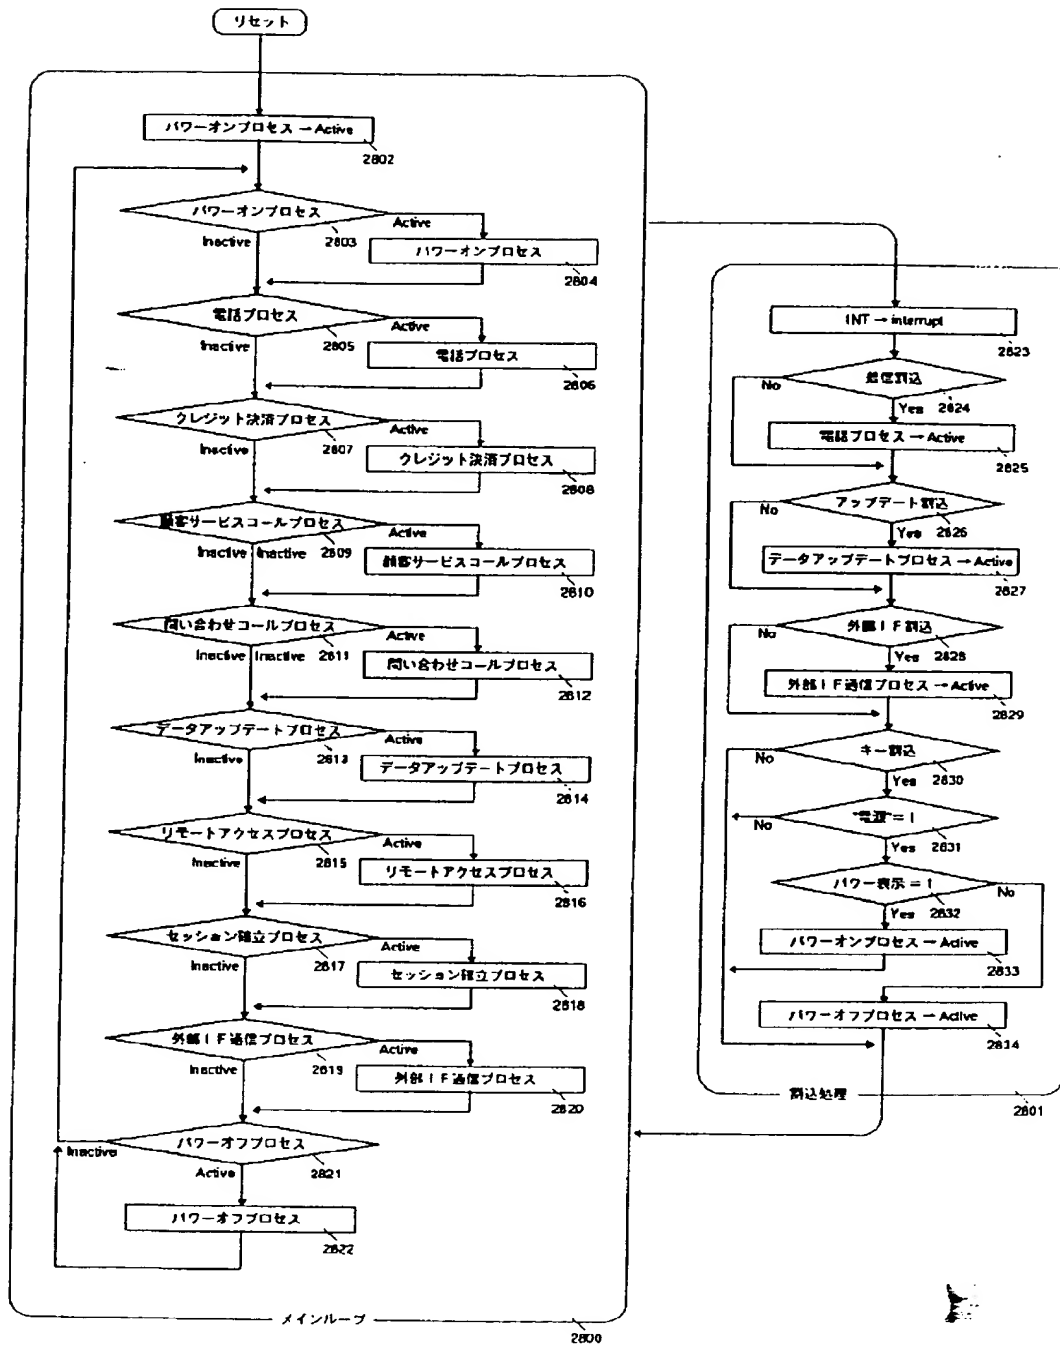 リセット
パワーオンプロセス → Active
2802
パワーオンプロセス
Active
Inactive
2803
パワーオンプロセス
2804
電話プロセス
Active
Inactive
2805
電話プロセス
2806
クレジット決済プロセス
Active
Inactive
2807
クレジット決済プロセス
2808
顧客サービスコールプロセス
Active
Inactive Inactive
2809
顧客サービスコールプロセス
2810
問い合わせコールプロセス
Active
Inactive Inactive
2811
問い合わせコールプロセス
2812
データアップデートプロセス
Active
Inactive
2813
データアップデートプロセス
2814
リモートアクセスプロセス
Active
Inactive
2815
リモートアクセスプロセス
2816
セッション確立プロセス
Active
Inactive
2817
セッション確立プロセス
2818
外部IF通信プロセス
Active
Inactive
2819
外部IF通信プロセス
2820
パワーオフプロセス
Inactive
2821
Active
パワーオフプロセス
2822
メインループ
2800
INT → interrupt
2823
割込
No
Yes
2824
電話プロセス → Active
2825
アップデート割込
No
Yes
2826
データアップデートプロセス → Active
2827
外部IF割込
No
Yes
2828
外部IF通信プロセス → Active
2829
キー割込
No
Yes
2830
電源 = 1
No
Yes
2831
パワー表示 = 1
No
Yes
2832
パワーオンプロセス → Active
2833
パワーオフプロセス → Active
2834
割込処理
2801